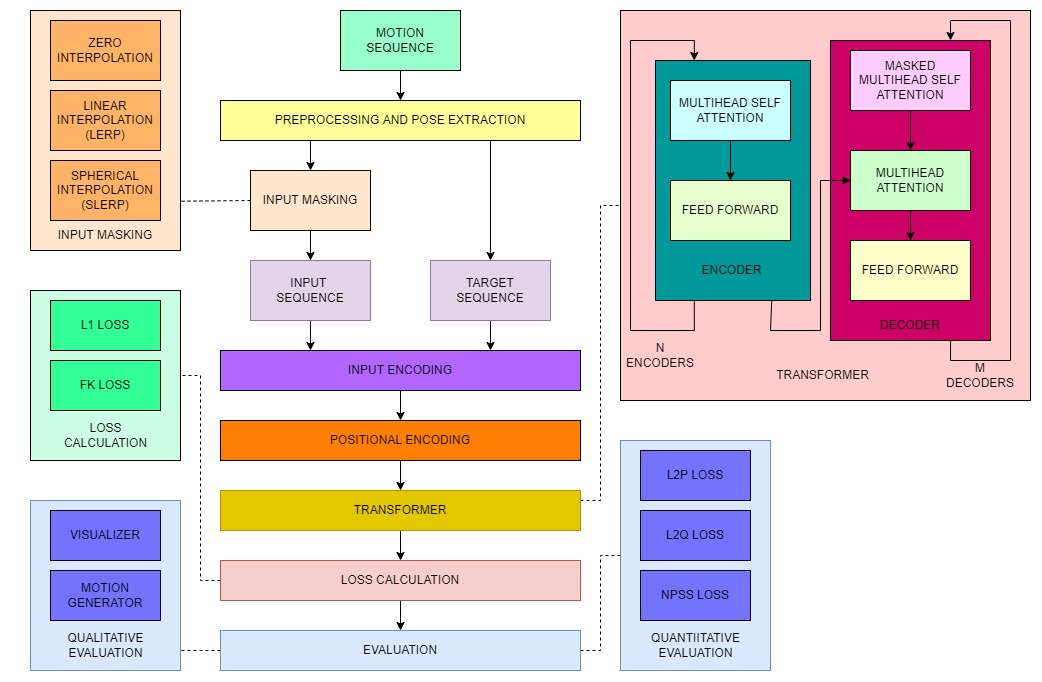 ZERO
INTERPOLATION
LINEAR
INTERPOLATION
(LERP)
SPHERICAL
INTERPOLATION
(SLERP)
INPUT MASKING
MOTION
SEQUENCE
PREPROCESSING AND POSE EXTRACTION
INPUT MASKING
INPUT
SEQUENCE
TARGET
SEQUENCE
INPUT ENCODING
POSITIONAL ENCODING
TRANSFORMER
LOSS CALCULATION
EVALUATION
L1 LOSS
FK LOSS
LOSS
CALCULATION
VISUALIZER
MOTION
GENERATOR
QUALITATIVE
EVALUATION
MULTIHEAD SELF
ATTENTION
FEED FORWARD
ENCODER
N
ENCODERS
MASKED
MULTIHEAD SELF
ATTENTION
MULTIHEAD
ATTENTION
FEED FORWARD
DECODER
M
DECODERS
TRANSFORMER
L2P LOSS
L2Q LOSS
NPSS LOSS
QUANTIITATIVE
EVALUATION